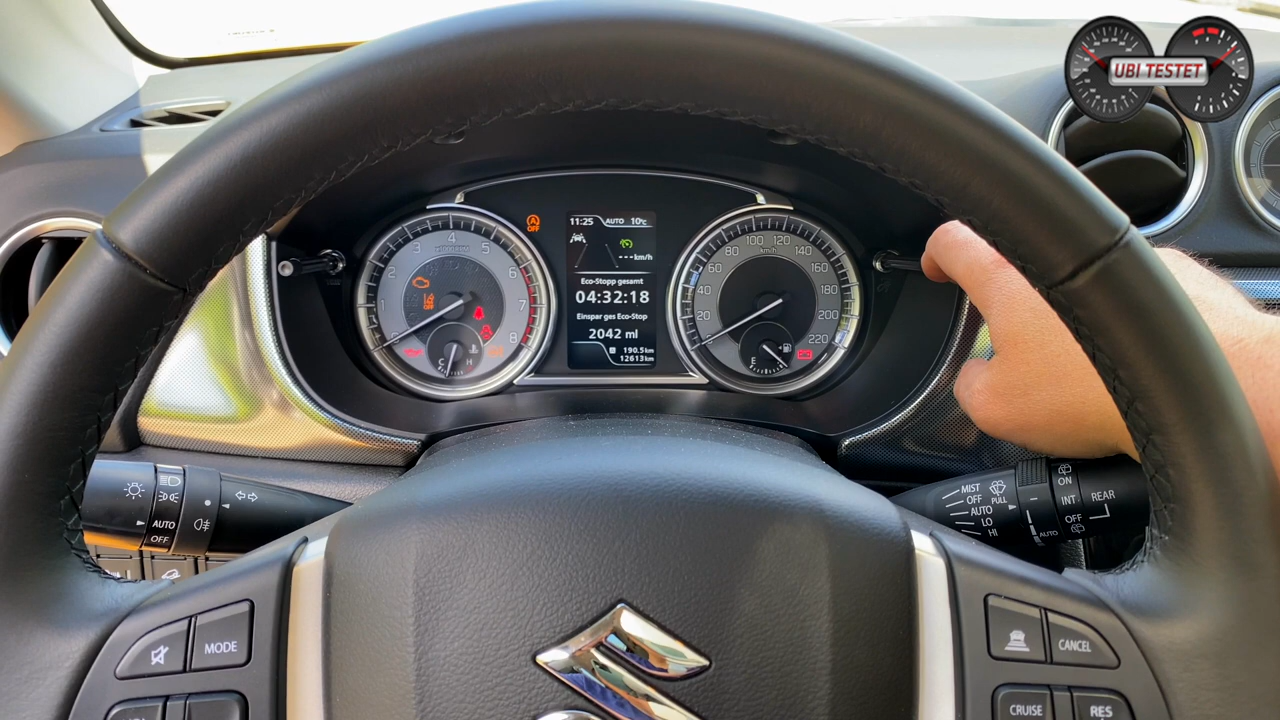 UBI TESTET
11:25 AUTO 10°C
A
OFF
---km/h
Eco-Stopp gesamt
04:32:18
Einspar ges Eco-Stop
2042 ml
190.5km
12613km
1
2
3
4
5
6
7
8
x1000r/min
OFF
C
H
20
40
60
80
100
120
140
160
180
200
220
km/h
E
AUTO
OFF
MIST
OFF
AUTO
LO
HI
PULL
AUTO
ON
INT
OFF
REAR
MODE
CANCEL
CRUISE
RES